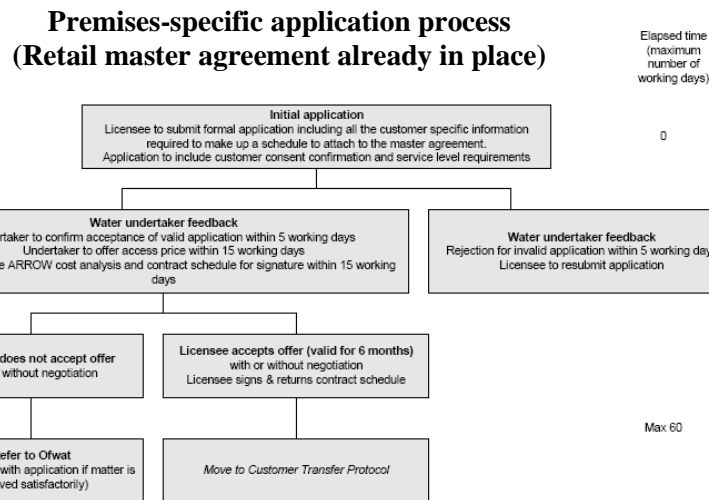 Premises-specific application process
(Retail master agreement already in place)
Elapsed time
(maximum
number of
working days)
Initial application
Licensee to submit formal application including all the customer specific information
required to make up a schedule to attach to the master agreement.
Application to include customer consent confirmation and service level requirements
0
Water undertaker feedback
rtaker to confirm acceptance of valid application within 5 working days
Undertaker to offer access price within 15 working days
e ARROW cost analysis and contract schedule for signature within 15 working
days
Water undertaker feedback
Rejection for invalid application within 5 working day
Licensee to resubmit application
does not accept offer
without negotiation
Licensee accepts offer (valid for 6 months)
with or without negotiation
Licensee signs & returns contract schedule
Max 60
efer to Ofwat
with application if matter is
ved satisfactorily)
Move to Customer Transfer Protocol